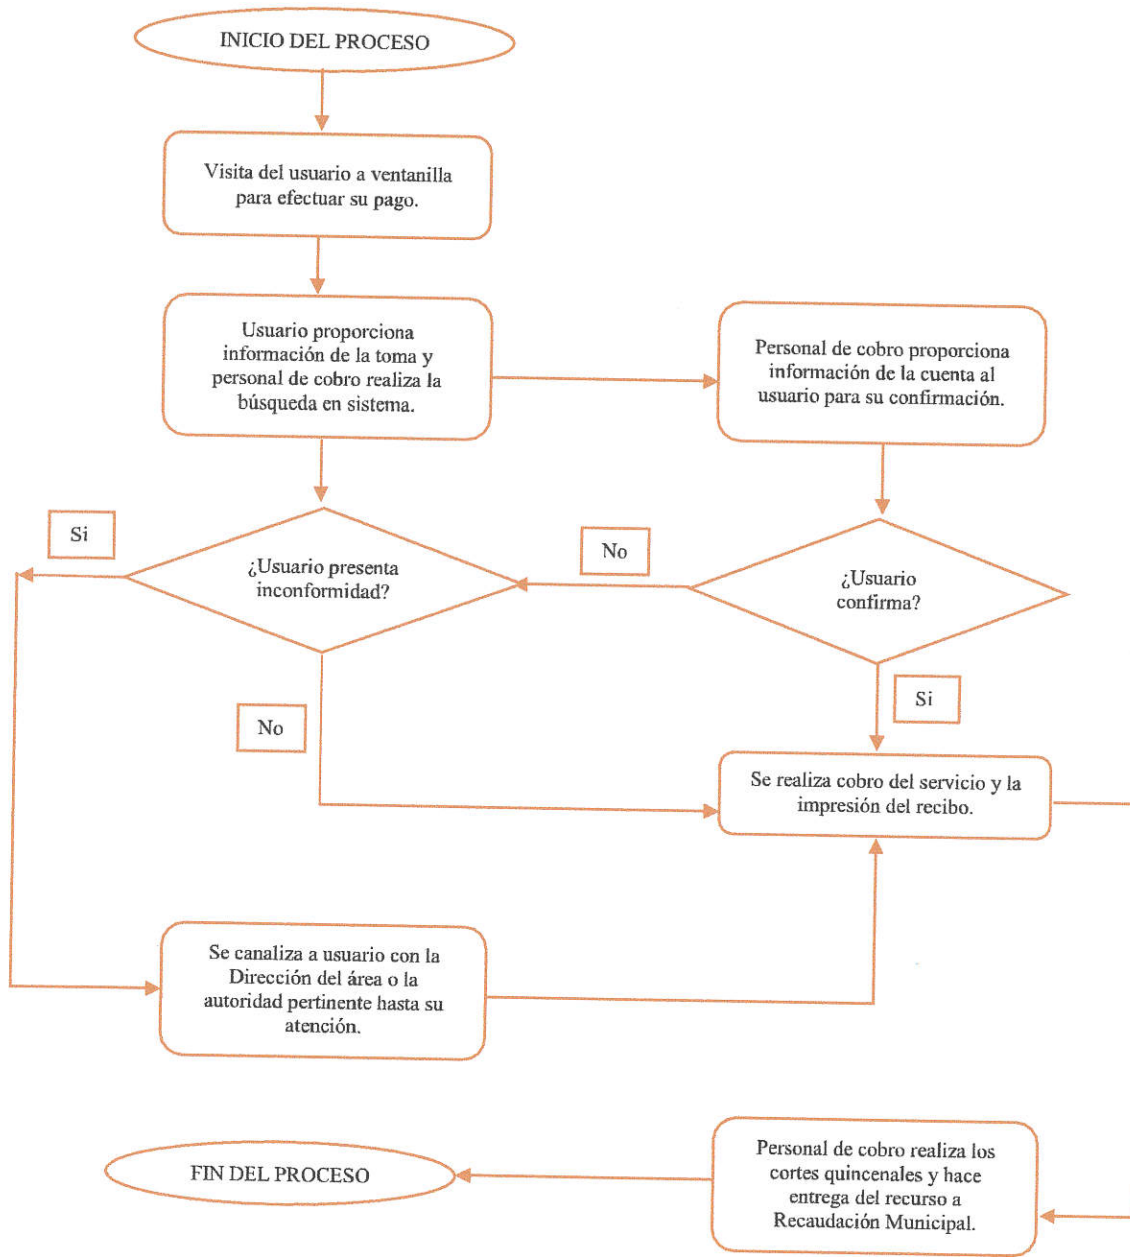 INICIO DEL PROCESO
Visita del usuario a ventanilla
para efectuar su pago.
Usuario proporciona
información de la toma y
personal de cobro realiza la
búsqueda en sistema.
Personal de cobro proporciona
información de la cuenta al
usuario para su confirmación.
Si
¿Usuario presenta
inconformidad?
No
¿Usuario
confirma?
No
Si
Se realiza cobro del servicio y la
impresión del recibo.
Se canaliza a usuario con la
Dirección del área o la
autoridad pertinente hasta su
atención.
FIN DEL PROCESO
Personal de cobro realiza los
cortes quincenales y hace
entrega del recurso a
Recaudación Municipal.